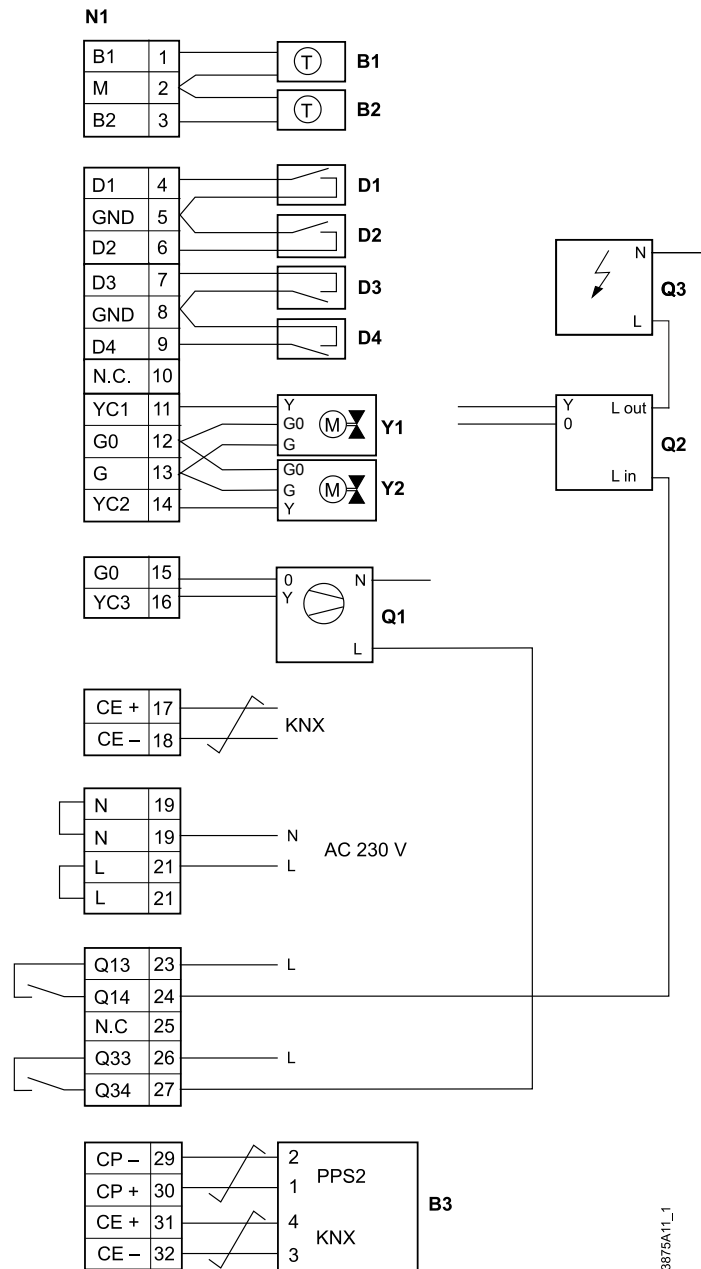 N1
B1 1 T B1
M 2
B2 3 T B2
D1 4 D1
GND 5
D2 6 D2
D3 7 D3
GND 8
D4 9 D4
N.C. 10
N
Q3
L
YC1 11 Y
G0 12 G0 M Y1
G
G 13 G0
G M Y2
YC2 14 Y
Y L out
0
Q2
L in
G0 15 0 N
YC3 16 Y
Q1
L
CE + 17
KNX
CE – 18
N 19
N 19 N
AC 230 V
L 21 L
L 21
Q13 23 L
Q14 24
N.C 25
Q33 26 L
Q34 27
CP – 29 2
PPS2
CP + 30 1
B3
CE + 31 4
KNX
CE – 32 3
3875A11_1